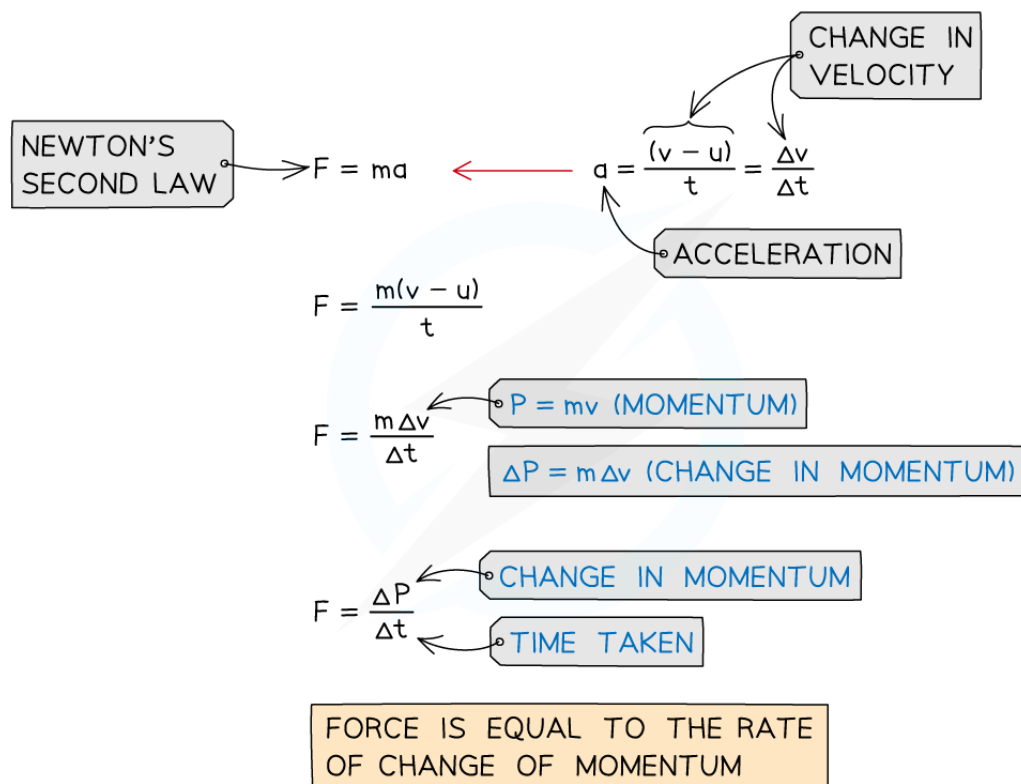 CHANGE IN
VELOCITY
NEWTON'S
SECOND LAW
F = ma
a = (v – u)/t = Δv/Δt
ACCELERATION
F = m(v – u)/t
F = mΔv/Δt
P = mv (MOMENTUM)
ΔP = mΔv (CHANGE IN MOMENTUM)
F = ΔP/Δt
CHANGE IN MOMENTUM
TIME TAKEN
FORCE IS EQUAL TO THE RATE
OF CHANGE OF MOMENTUM